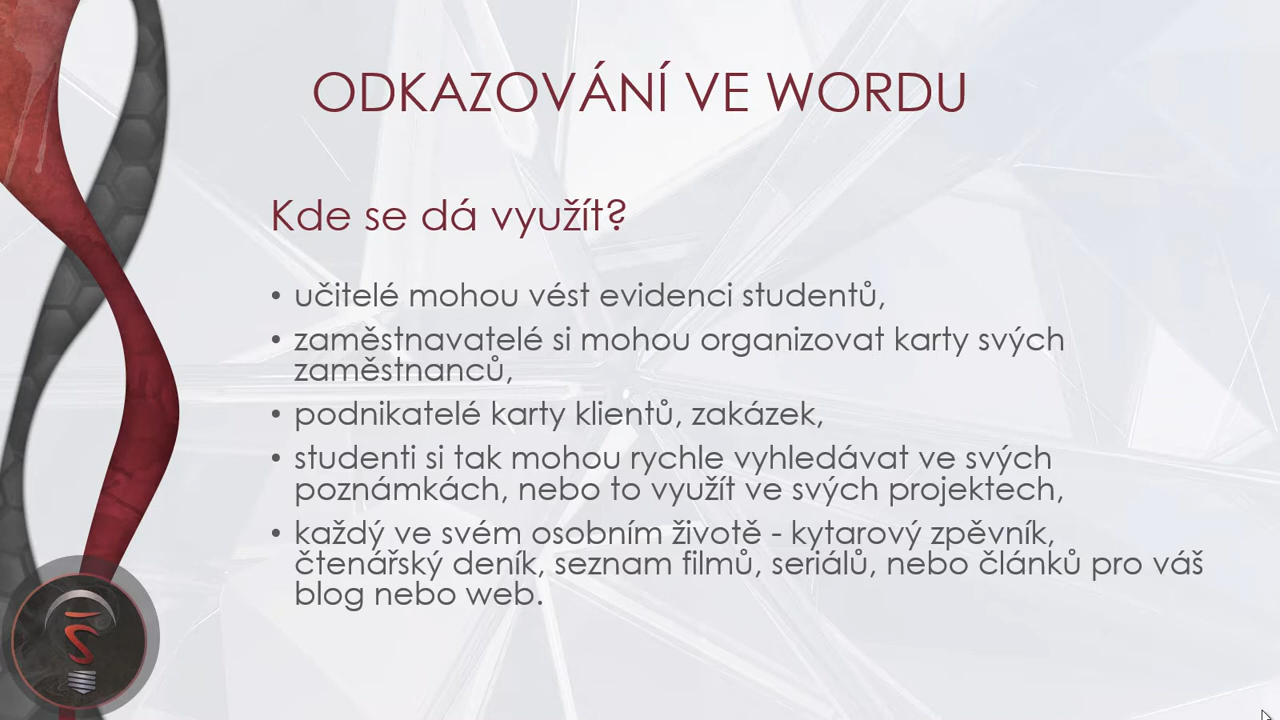 ODKAZOVÁNÍ VE WORDU
Kde se dá využít?
• učitelé mohou vést evidenci studentů,
• zaměstnavatelé si mohou organizovat karty svých
zaměstnanců,
• podnikatelé karty klientů, zakázek,
• studenti si tak mohou rychle vyhledávat ve svých
poznámkách, nebo to využít ve svých projektech,
• každý ve svém osobním životě - kytarový zpěvník,
čtenářský deník, seznam filmů, seriálů, nebo článků pro váš
blog nebo web.